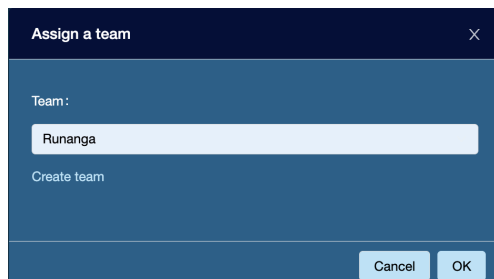 Assign a team
Team:
Runanga
Create team
Cancel OK